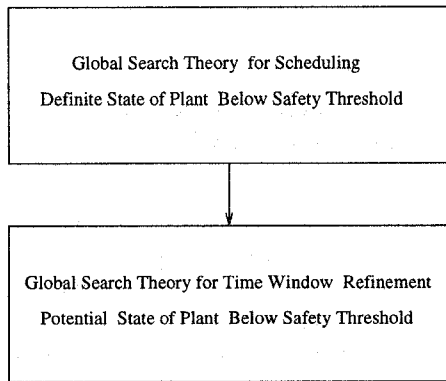 Global Search Theory for Scheduling
Definite State of Plant Below Safety Threshold
Global Search Theory for Time Window Refinement
Potential State of Plant Below Safety Threshold